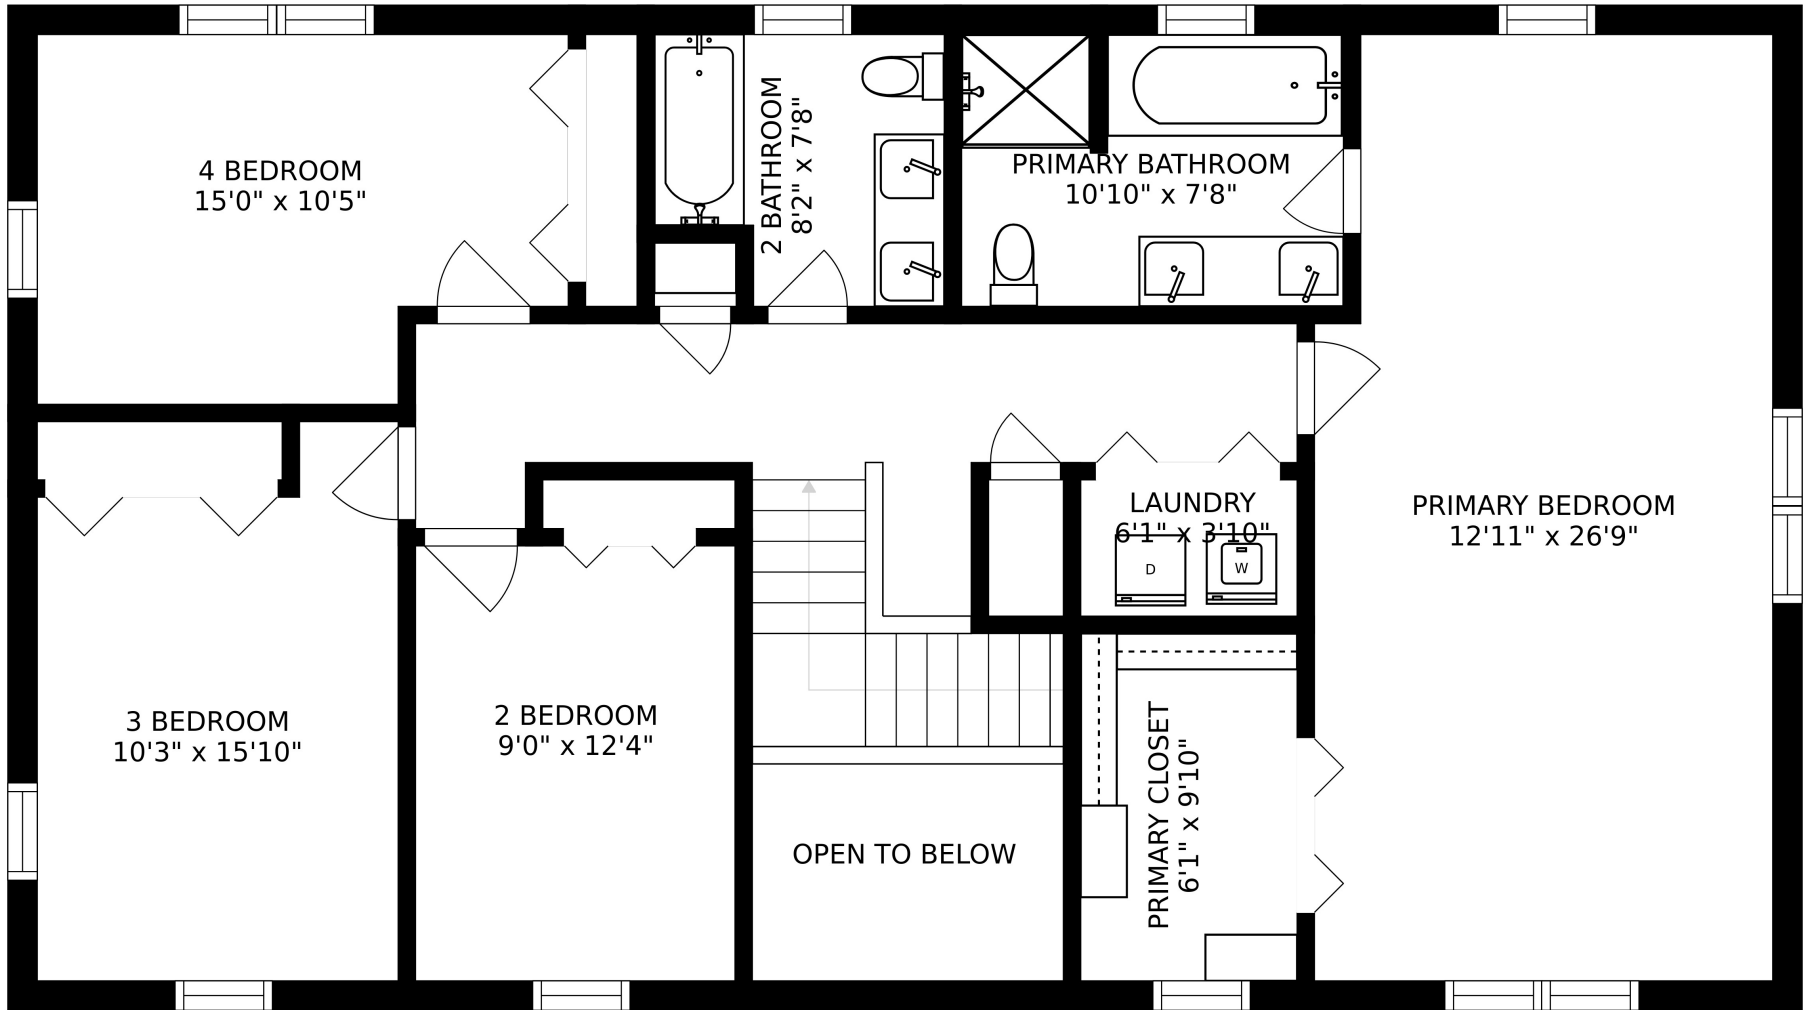 4 BEDROOM
15'0" x 10'5"
2 BATHROOM
8'2" x 7'8"
PRIMARY BATHROOM
10'10" x 7'8"
LAUNDRY
6'1" x 3'10"
D
W
PRIMARY BEDROOM
12'11" x 26'9"
3 BEDROOM
10'3" x 15'10"
2 BEDROOM
9'0" x 12'4"
OPEN TO BELOW
PRIMARY CLOSET
6'1" x 9'10"